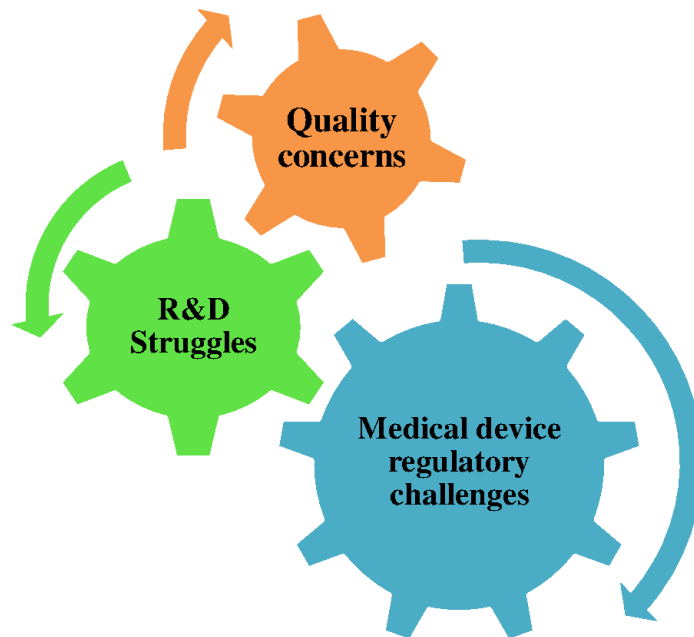 Quality
concerns
R&D
Struggles
Medical device
regulatory
challenges